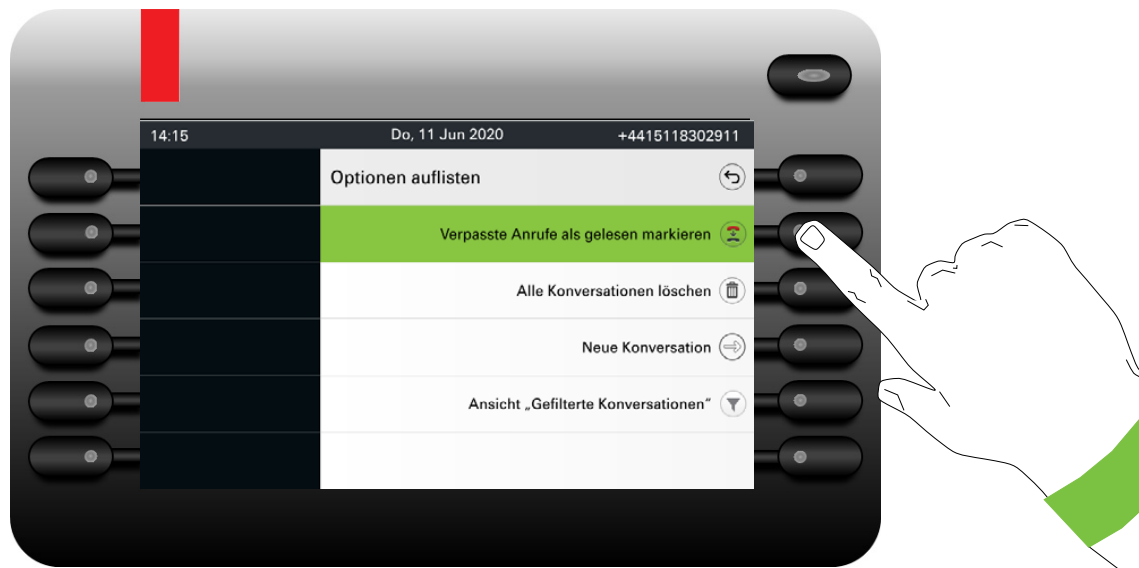 14:15 Do, 11 Jun 2020 +4415118302911
Optionen auflisten
Verpasste Anrufe als gelesen markieren
Alle Konversationen löschen
Neue Konversation
Ansicht „Gefilterte Konversationen“